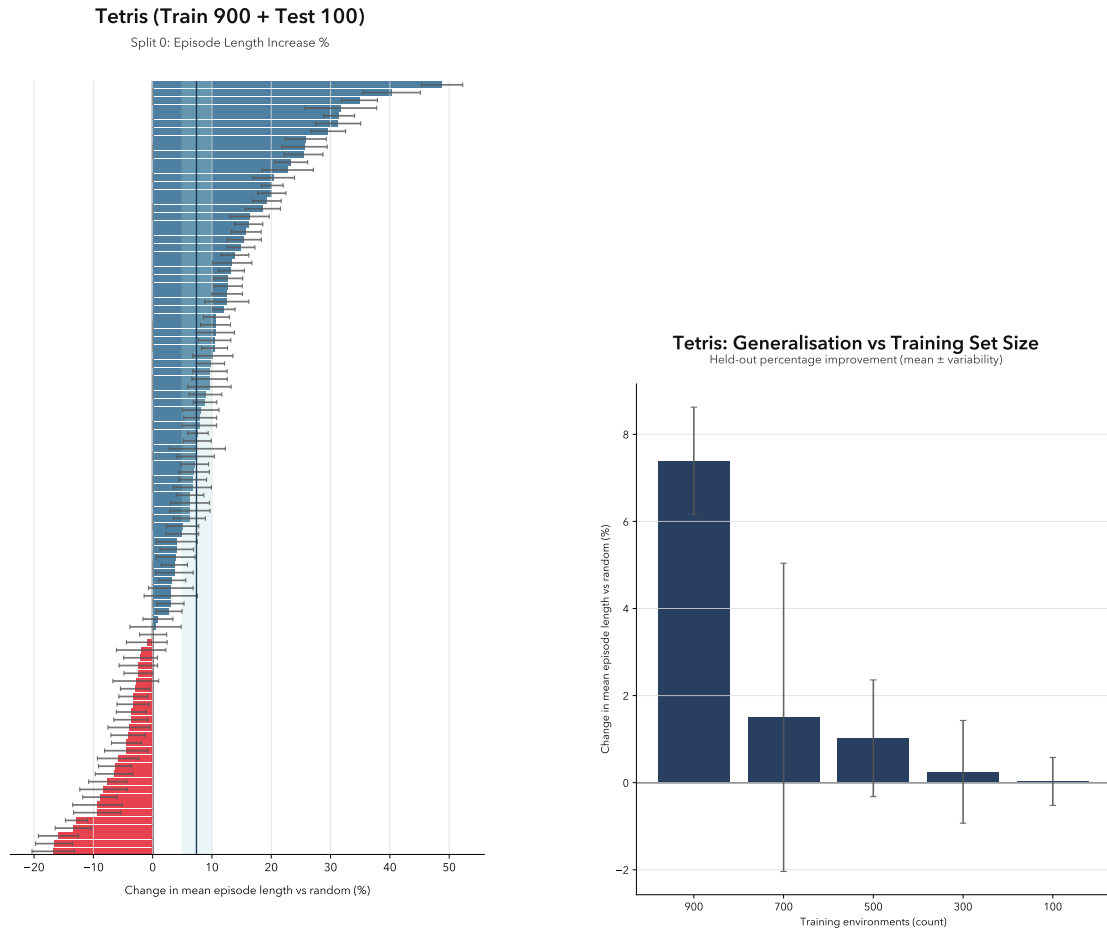 Tetris (Train 900 + Test 100)
Split 0: Episode Length Increase %
−20 −10 0 10 20 30 40 50
Change in mean episode length vs random (%)
Tetris: Generalisation vs Training Set Size
Held-out percentage improvement (mean ± variability)
Change in mean episode length vs random (%)
8
6
4
2
0
−2
900 700 500 300 100
Training environments (count)